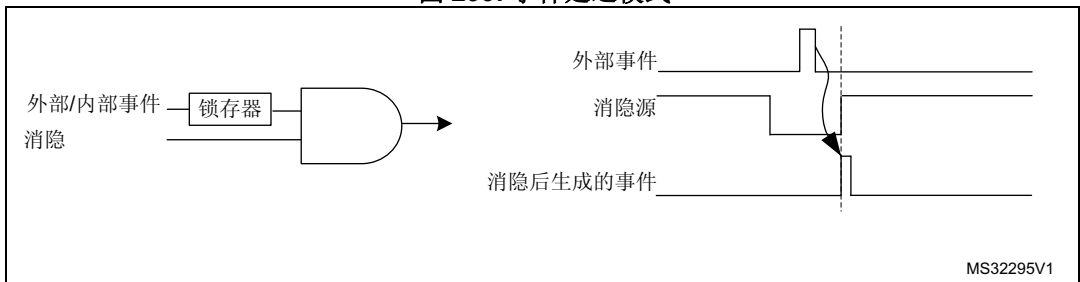 外部/内部事件
锁存器
消隐
外部事件
消隐源
消隐后生成的事件
MS32295V1